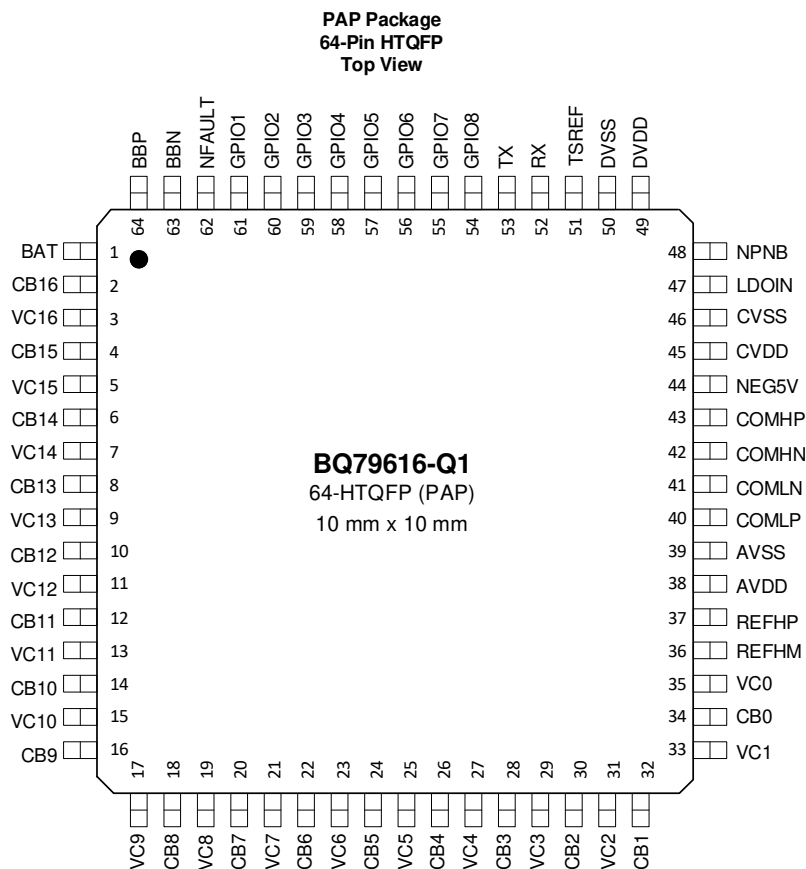 PAP Package
64-Pin HTQFP
Top View
BBP
BBN
NFAULT
GPIO1
GPIO2
GPIO3
GPIO4
GPIO5
GPIO6
GPIO7
GPIO8
TX
RX
TSREF
DVSS
DVDD
64
63
62
61
60
59
58
57
56
55
54
53
52
51
50
49
BAT 1
CB16 2
VC16 3
CB15 4
VC15 5
CB14 6
VC14 7
CB13 8
VC13 9
CB12 10
VC12 11
CB11 12
VC11 13
CB10 14
VC10 15
CB9 16
BQ79616-Q1
64-HTQFP (PAP)
10 mm x 10 mm
48 NPNB
47 LDOIN
46 CVSS
45 CVDD
44 NEG5V
43 COMHP
42 COMHN
41 COMLN
40 COMLP
39 AVSS
38 AVDD
37 REFHP
36 REFHM
35 VC0
34 CB0
33 VC1
17
18
19
20
21
22
23
24
25
26
27
28
29
30
31
32
VC9
CB8
VC8
CB7
VC7
CB6
VC6
CB5
VC5
CB4
VC4
CB3
VC3
CB2
VC2
CB1